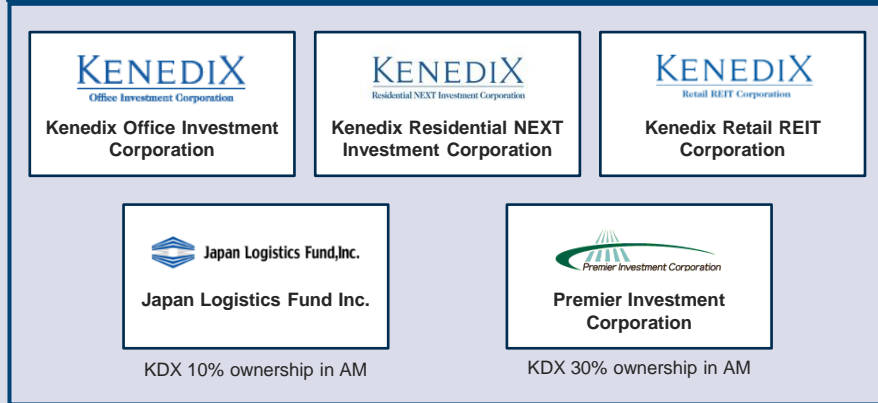 KENEDIX
Office Investment Corporation
Kenedix Office Investment
Corporation
KENEDIX
Residential NEXT Investment Corporation
Kenedix Residential NEXT
Investment Corporation
KENEDIX
Retail REIT Corporation
Kenedix Retail REIT
Corporation
Japan Logistics Fund,Inc.
Japan Logistics Fund Inc.
KDX 10% ownership in AM
Premier Investment Corporation
Premier Investment
Corporation
KDX 30% ownership in AM